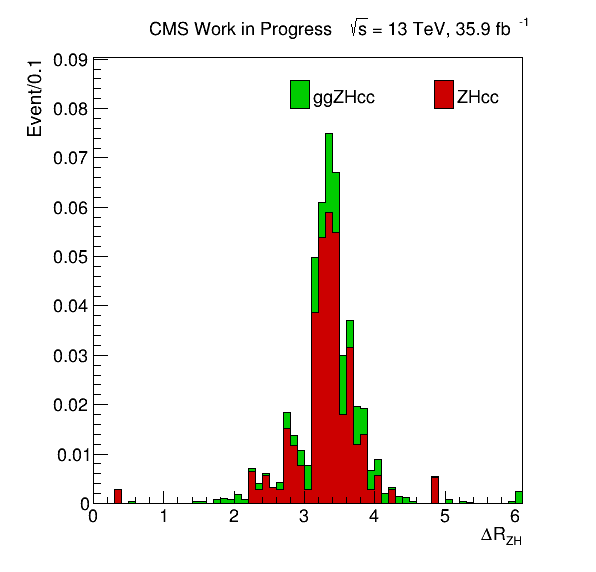 CMS Work in Progress √s = 13 TeV, 35.9 fb -1
Event/0.1
0.09
0.08
0.07
0.06
0.05
0.04
0.03
0.02
0.01
0
ggZHcc ZHcc
0 1 2 3 4 5 6
ΔR_ZH